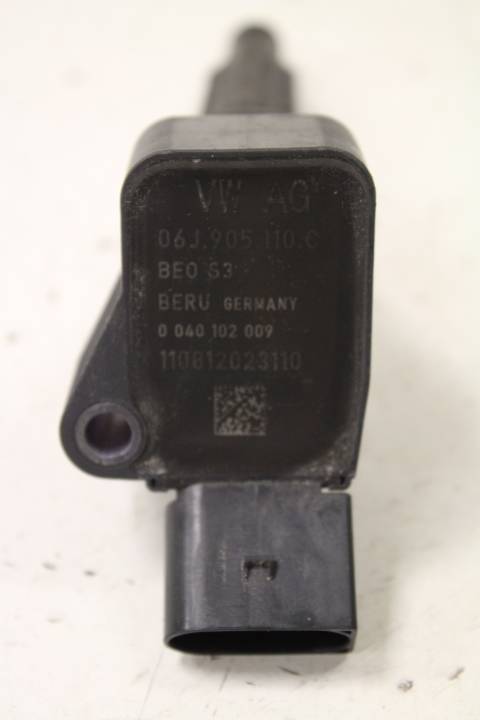 VW AG
06J.905.110.C
BEO S3
BERU GERMANY
0 040 102 009
110812023110